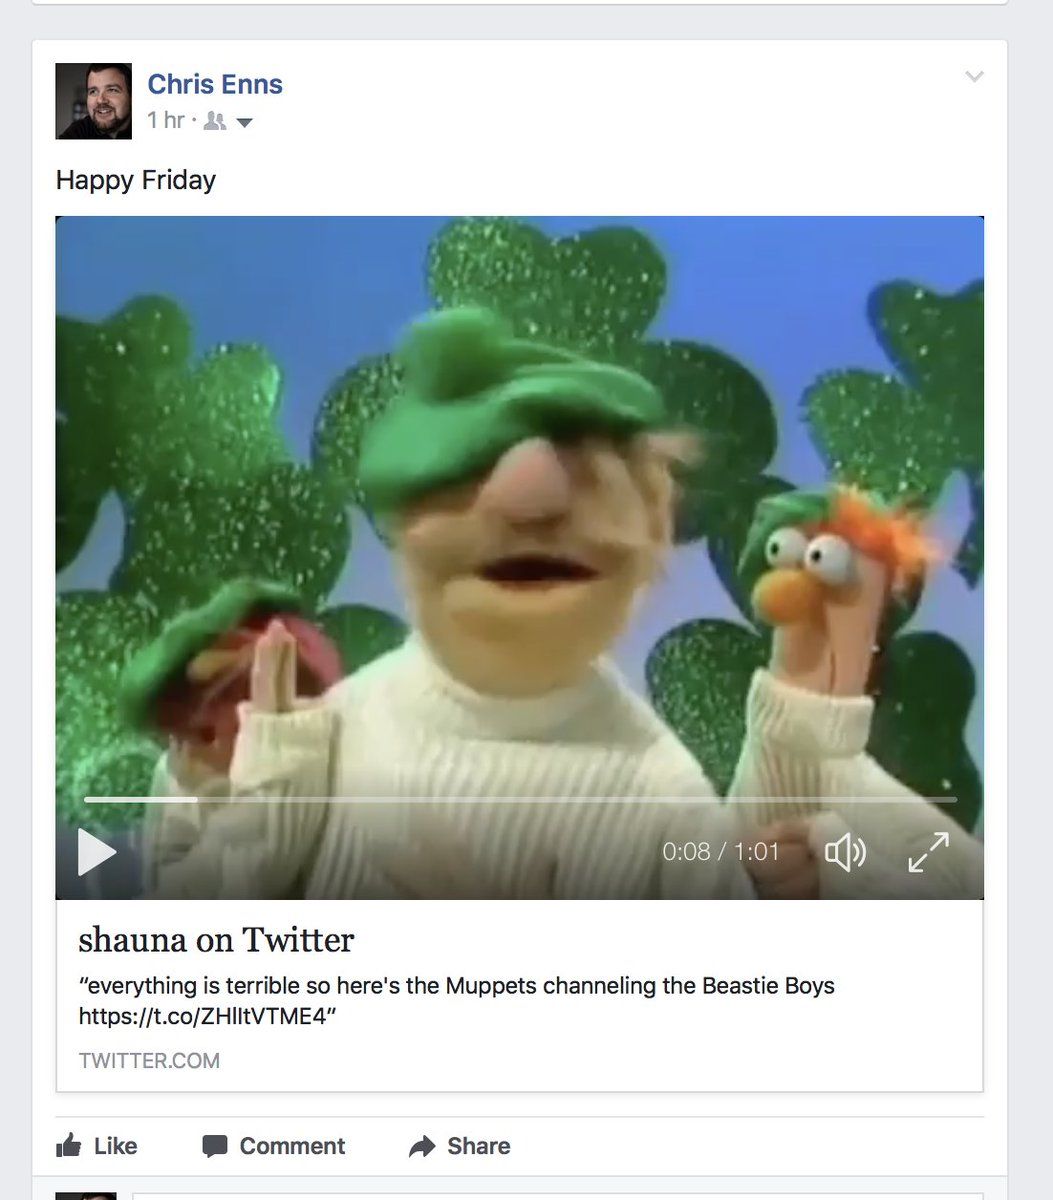 Chris Enns
1 hr ·
Happy Friday
0:08 / 1:01
shauna on Twitter
“everything is terrible so here's the Muppets channeling the Beastie Boys
https://t.co/ZHlItVTME4”
TWITTER.COM
Like Comment Share